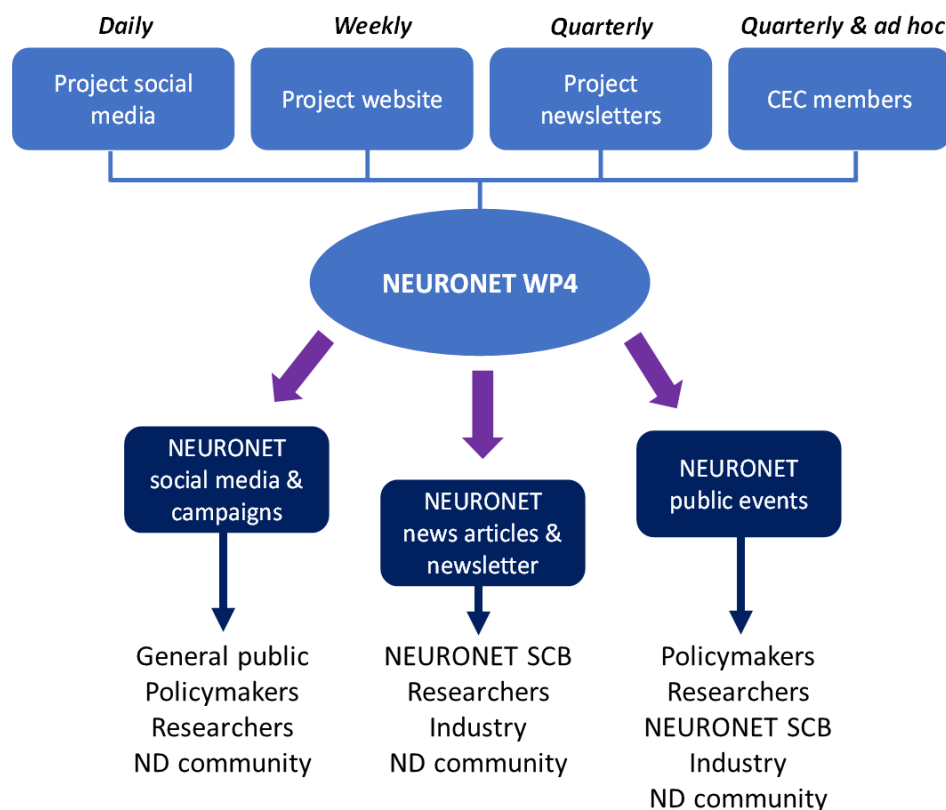 Daily
Weekly
Quarterly
Quarterly & ad hoc
Project social
media
Project website
Project
newsletters
CEC members
NEURONET WP4
NEURONET
social media &
campaigns
NEURONET
news articles &
newsletter
NEURONET
public events
General public
Policymakers
Researchers
ND community
NEURONET SCB
Researchers
Industry
ND community
Policymakers
Researchers
NEURONET SCB
Industry
ND community